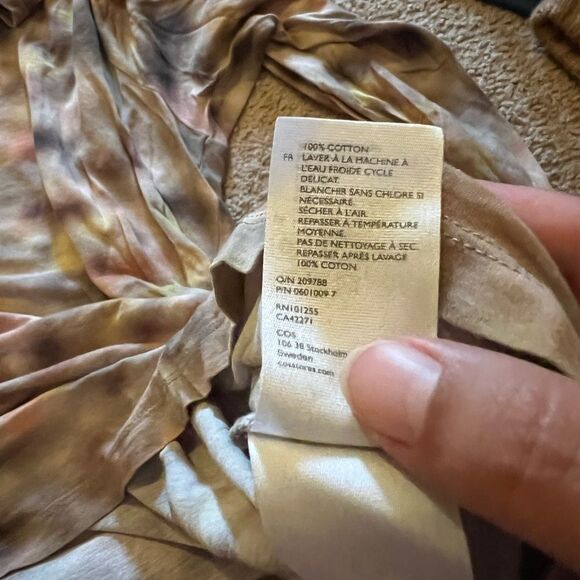 100% COTTON
FR LAVER À LA MACHINE À
L'EAU FROIDE CYCLE
DÉLICAT.
BLANCHIR SANS CHLORE SI
NÉCESSAIRE.
SÉCHER À L'AIR.
REPASSER À TEMPÉRATURE
MOYENNE.
PAS DE NETTOYAGE À SEC.
REPASSER APRÈS LAVAGE
100% COTON
O/N 209788
P/N 0601009-7
RN101255
CA42271
COS
106 38 Stockholm
Sweden
cosstores.com